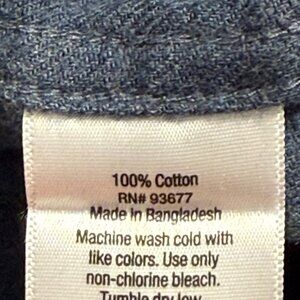 100% Cotton
RN# 93677
Made in Bangladesh
Machine wash cold with
like colors. Use only
non-chlorine bleach.
Tumble dry low